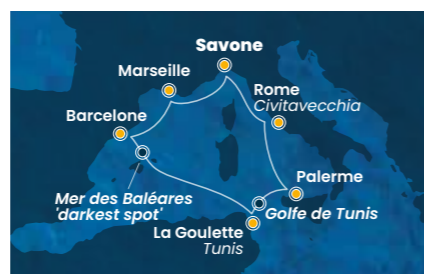 Savone
Marseille
Rome
Civitavecchia
Barcelone
Palerme
Mer des Baléares
'darkest spot'
Golfe de Tunis
La Goulette
Tunis